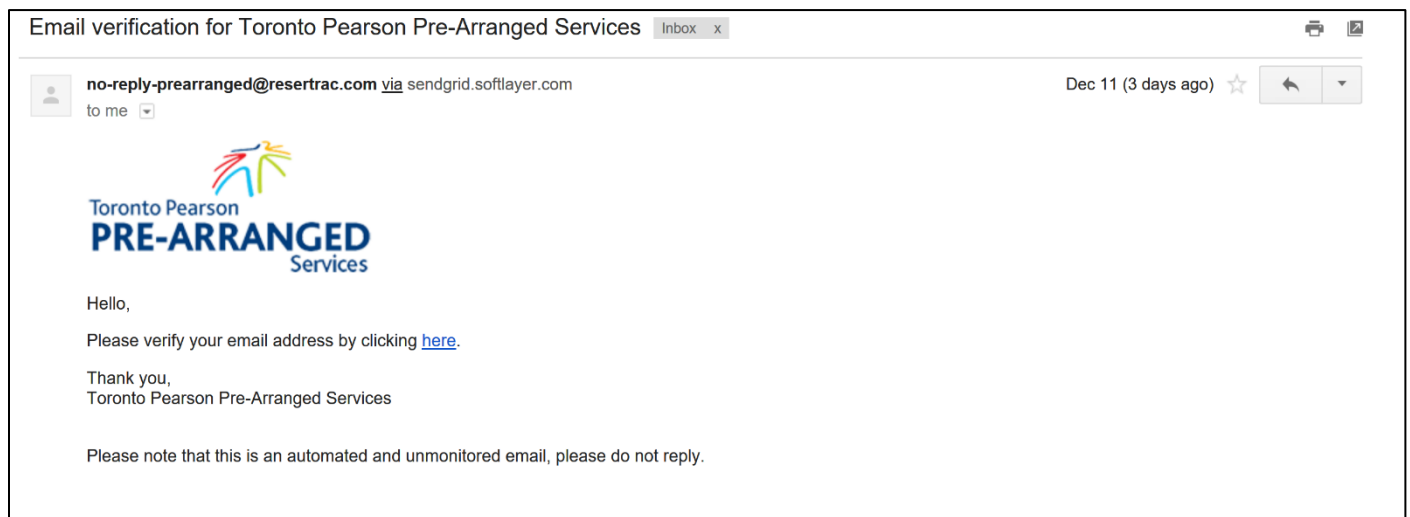 Email verification for Toronto Pearson Pre-Arranged Services Inbox x
no-reply-prearranged@resertrac.com via sendgrid.softlayer.com Dec 11 (3 days ago)
to me
Toronto Pearson
PRE-ARRANGED
Services
Hello,
Please verify your email address by clicking here.
Thank you,
Toronto Pearson Pre-Arranged Services
Please note that this is an automated and unmonitored email, please do not reply.